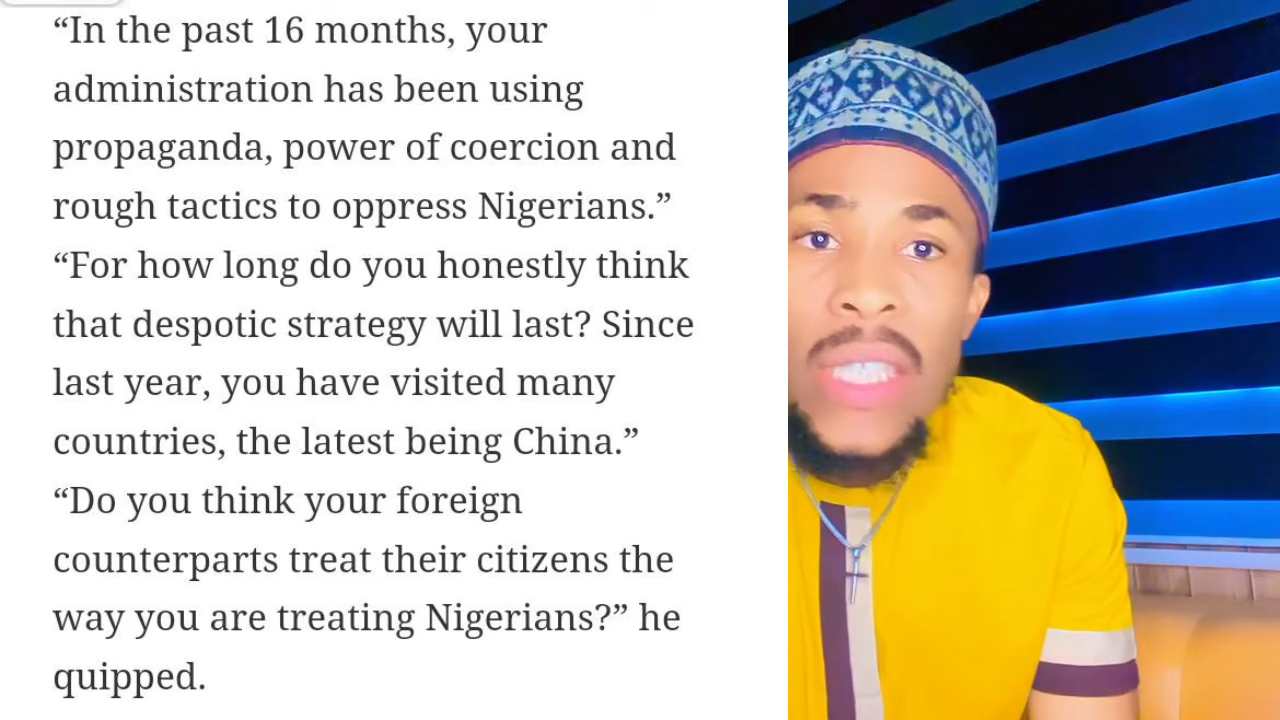 “In the past 16 months, your
administration has been using
propaganda, power of coercion and
rough tactics to oppress Nigerians.”
“For how long do you honestly think
that despotic strategy will last? Since
last year, you have visited many
countries, the latest being China.”
“Do you think your foreign
counterparts treat their citizens the
way you are treating Nigerians?” he
quipped.